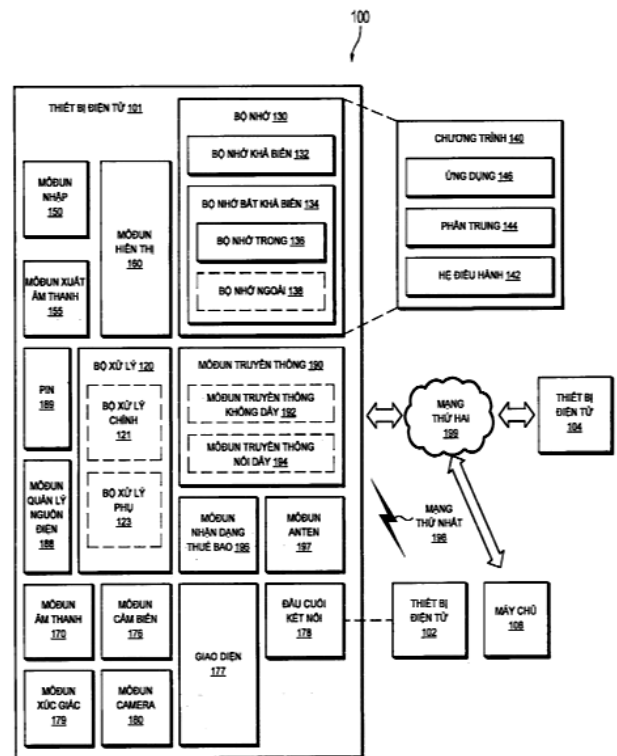 100
THIẾT BỊ ĐIỆN TỬ 101
MÔĐUN
NHẬP
150
MÔĐUN
HIỂN THỊ
160
MÔĐUN XUẤT
ÂM THANH
155
BỘ NHỚ 130
BỘ NHỚ KHẢ BIẾN 132
BỘ NHỚ BẤT KHẢ BIẾN 134
BỘ NHỚ TRONG 136
BỘ NHỚ NGOÀI 138
CHƯƠNG TRÌNH 140
ỨNG DỤNG 146
PHẦN TRUNG 144
HỆ ĐIỀU HÀNH 142
PIN
189
BỘ XỬ LÝ 120
BỘ XỬ LÝ
CHÍNH
121
BỘ XỬ LÝ
PHỤ
123
MÔĐUN
QUẢN LÝ
NGUỒN ĐIỆN
188
MÔĐUN TRUYỀN THÔNG 190
MÔĐUN TRUYỀN THÔNG
KHÔNG DÂY 192
MÔĐUN TRUYỀN THÔNG
NỐI DÂY 194
MẠNG
THỨ HAI
199
THIẾT BỊ
ĐIỆN TỬ
104
MÔĐUN
NHẬN DẠNG
THUÊ BAO 196
MÔĐUN
ANTEN
197
MẠNG
THỨ NHẤT
198
MÔĐUN
ÂM THANH
170
MÔĐUN
CẢM BIẾN
176
GIAO DIỆN
177
ĐẦU CUỐI
KẾT NỐI
178
THIẾT BỊ
ĐIỆN TỬ
102
MÁY CHỦ
108
MÔĐUN
XÚC GIÁC
179
MÔĐUN
CAMERA
180